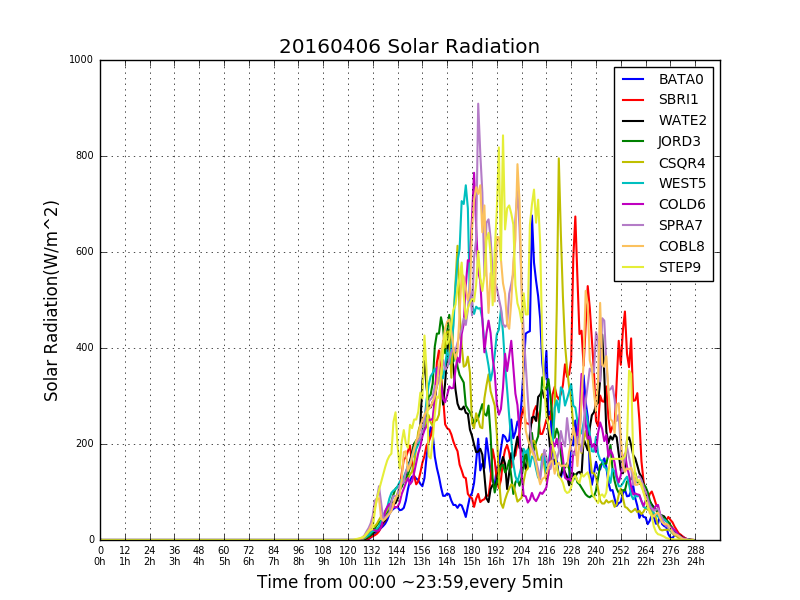 20160406 Solar Radiation
1000
800
600
400
200
0
Solar Radiation(W/m^2)
BATA0
SBRI1
WATE2
JORD3
CSQR4
WEST5
COLD6
SPRA7
COBL8
STEP9
0 12 24 36 48 60 72 84 96 108 120 132 144 156 168 180 192 204 216 228 240 252 264 276 288
0h 1h 2h 3h 4h 5h 6h 7h 8h 9h 10h 11h 12h 13h 14h 15h 16h 17h 18h 19h 20h 21h 22h 23h 24h
Time from 00:00 ~23:59,every 5min